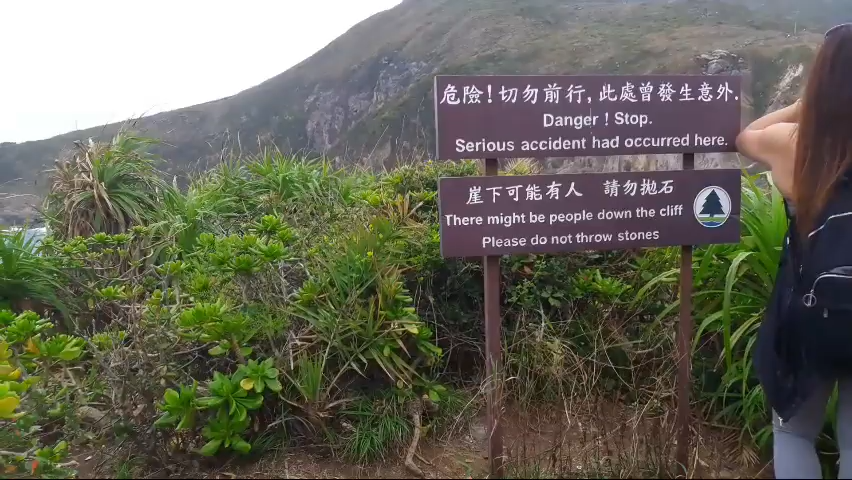 危險!切勿前行,此處曾發生意外.
Danger! Stop.
Serious accident had occurred here.
崖下可能有人 請勿拋石
There might be people down the cliff
Please do not throw stones